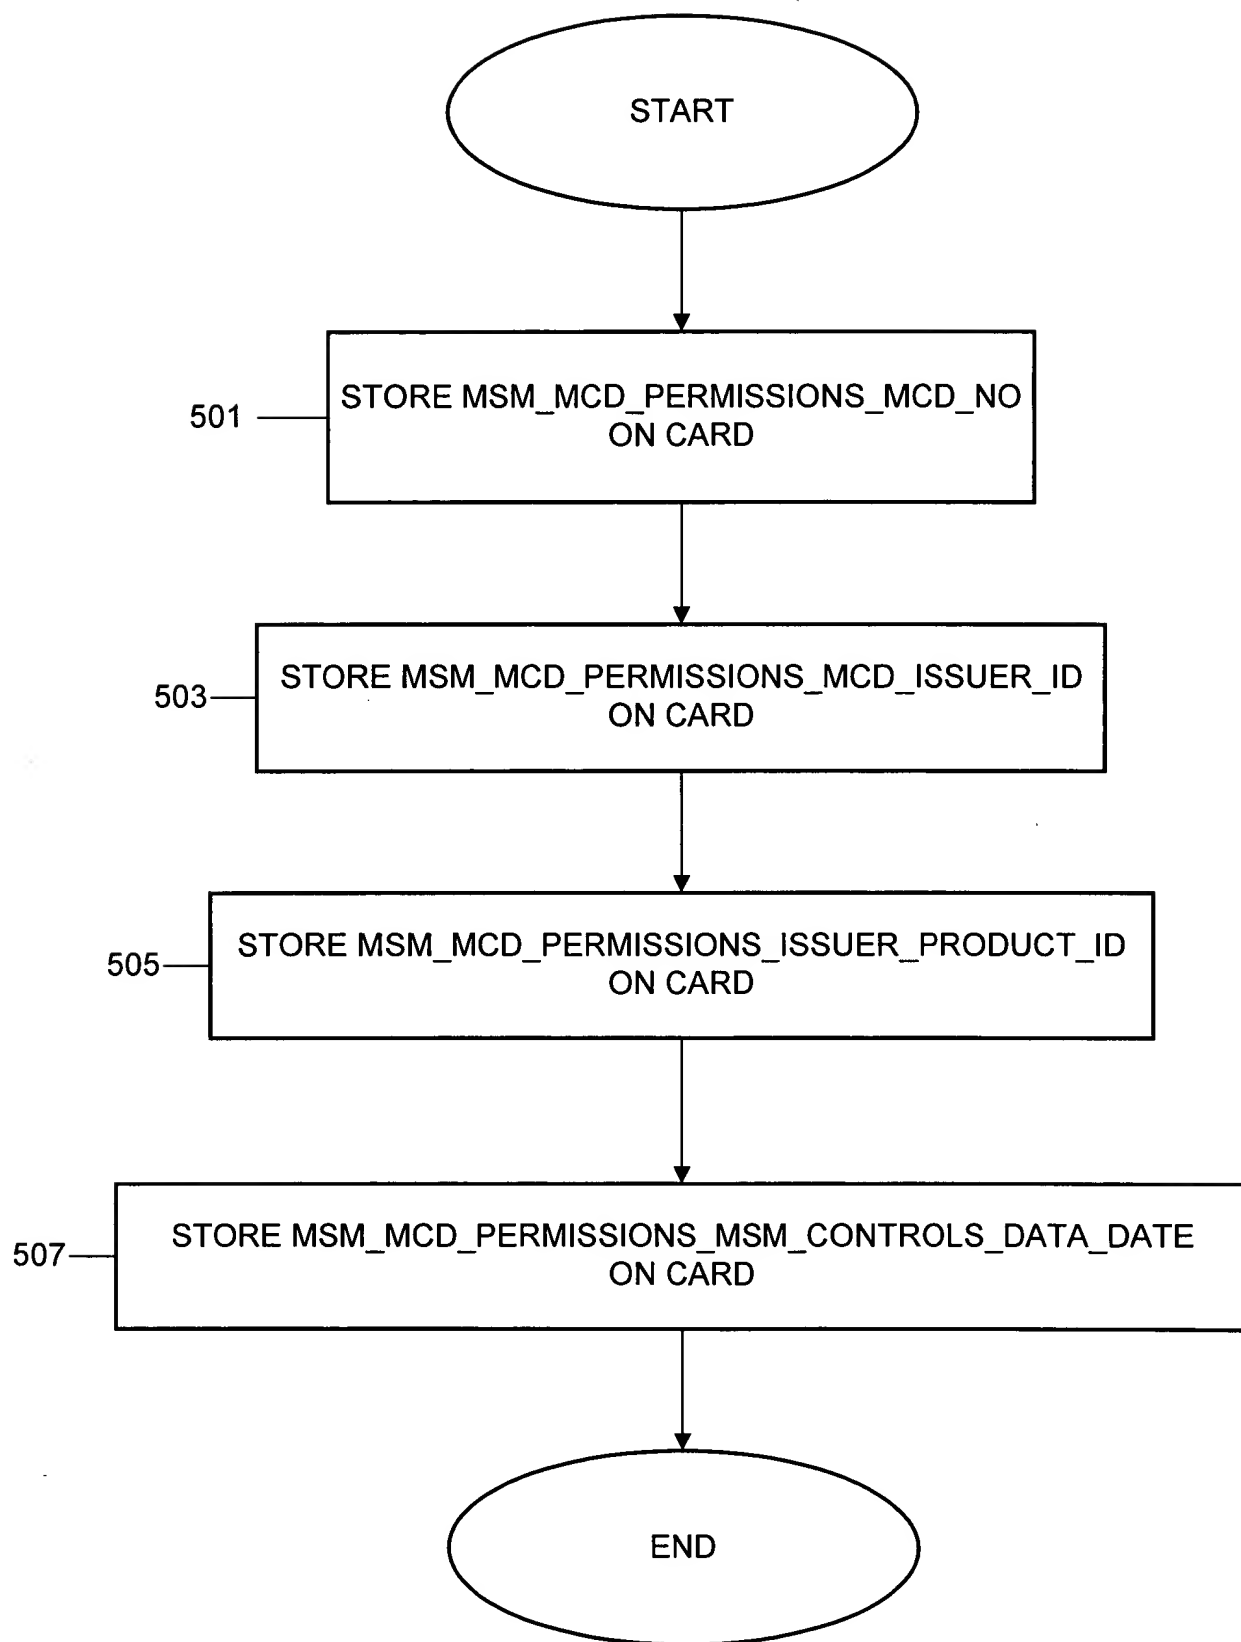 START
501
STORE MSM_MCD_PERMISSIONS_MCD_NO
ON CARD
503
STORE MSM_MCD_PERMISSIONS_MCD_ISSUER_ID
ON CARD
505
STORE MSM_MCD_PERMISSIONS_ISSUER_PRODUCT_ID
ON CARD
507
STORE MSM_MCD_PERMISSIONS_MSM_CONTROLS_DATA_DATE
ON CARD
END